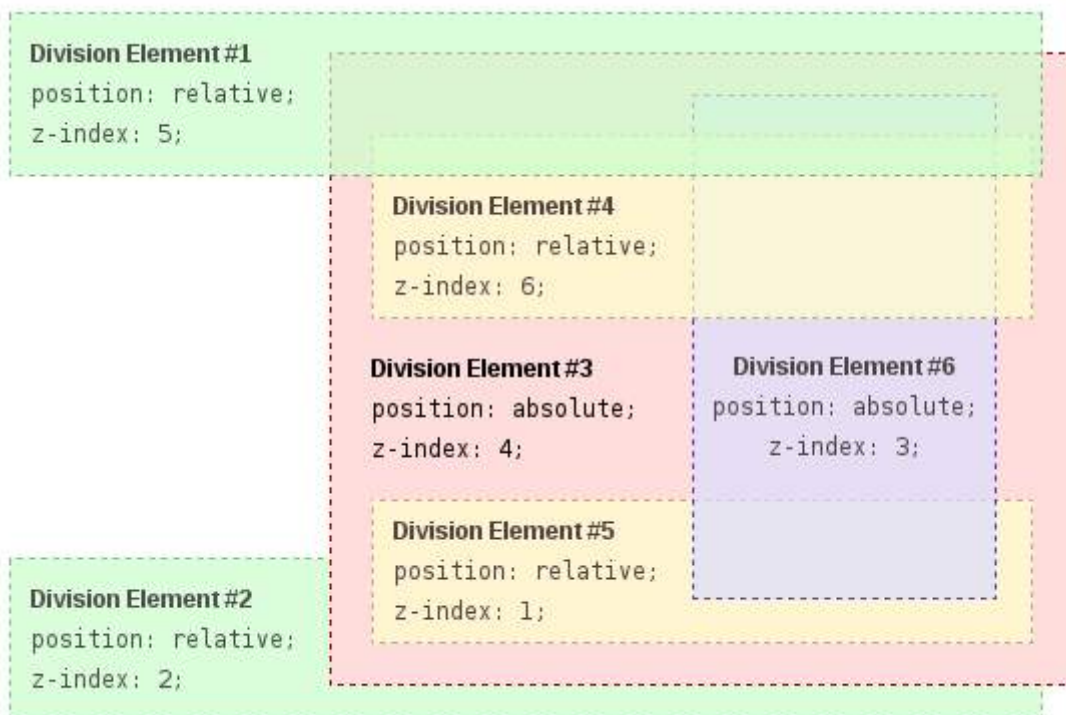 Division Element #1
position: relative;
z-index: 5;
Division Element #4
position: relative;
z-index: 6;
Division Element #3
position: absolute;
z-index: 4;
Division Element #6
position: absolute;
z-index: 3;
Division Element #5
position: relative;
z-index: 1;
Division Element #2
position: relative;
z-index: 2;